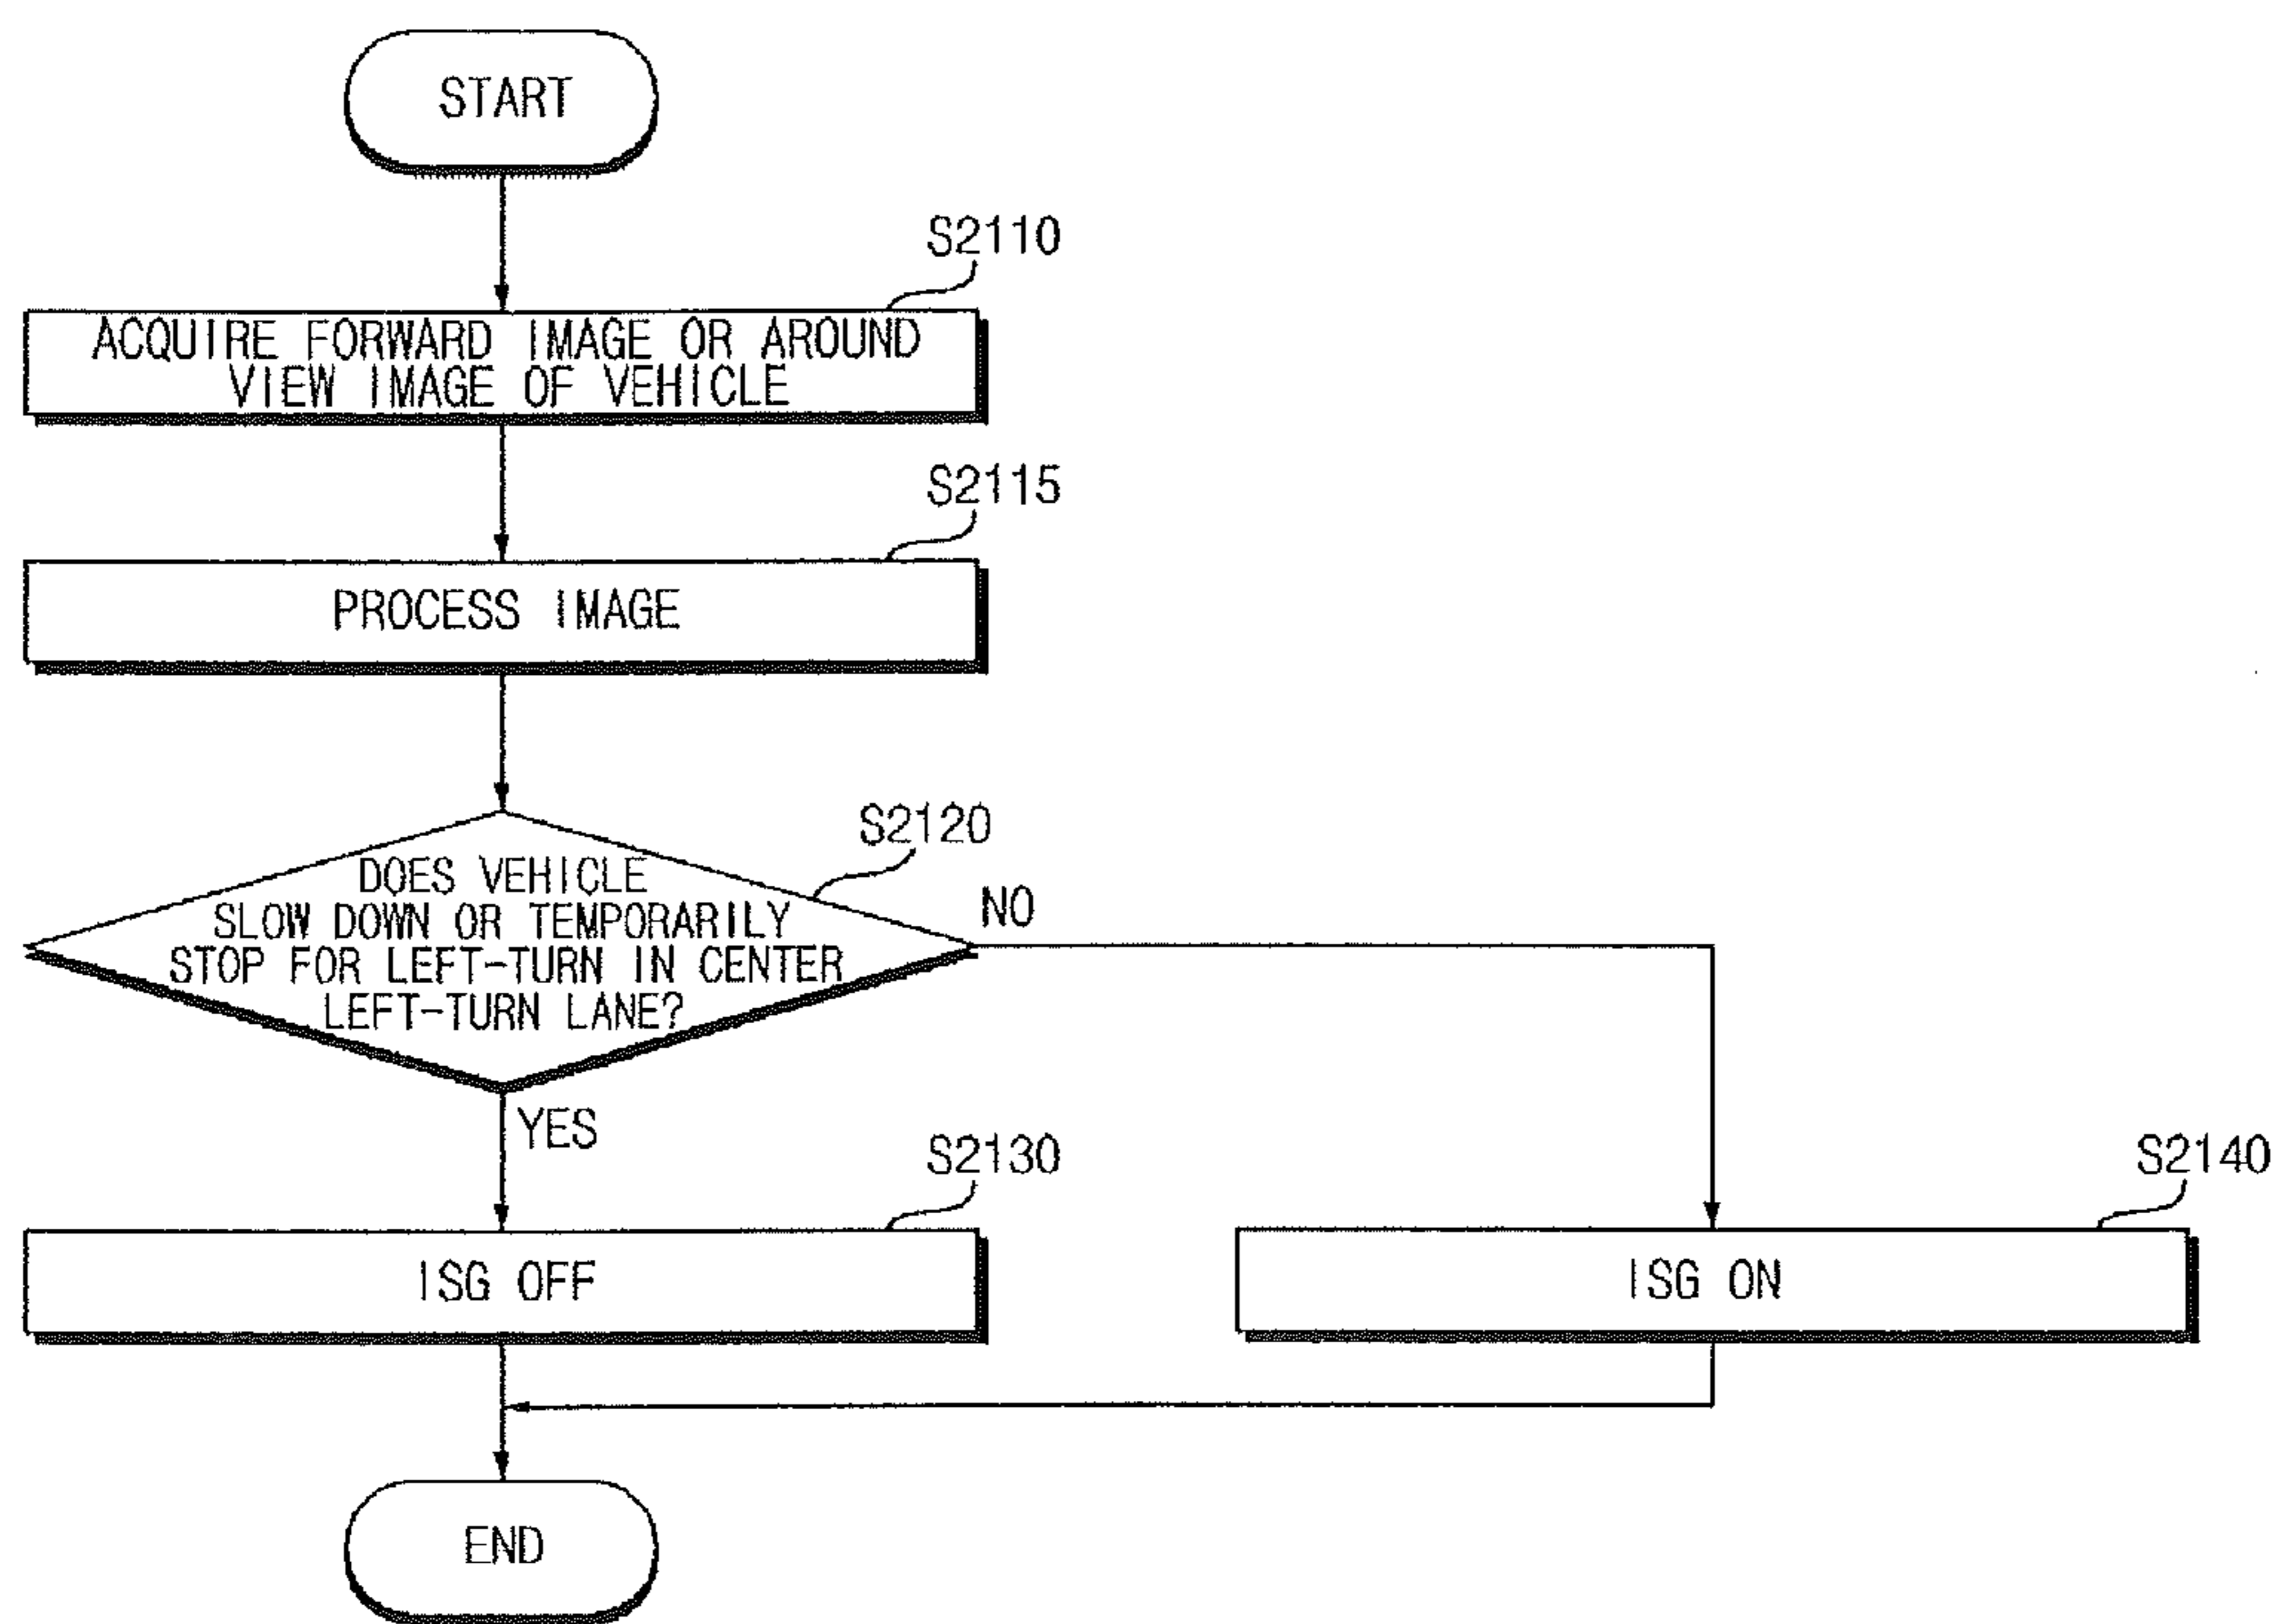 START
S2110
ACQUIRE FORWARD IMAGE OR AROUND
VIEW IMAGE OF VEHICLE
S2115
PROCESS IMAGE
S2120
DOES VEHICLE
SLOW DOWN OR TEMPORARILY
STOP FOR LEFT-TURN IN CENTER
LEFT-TURN LANE?
NO
YES
S2130
ISG OFF
S2140
ISG ON
END